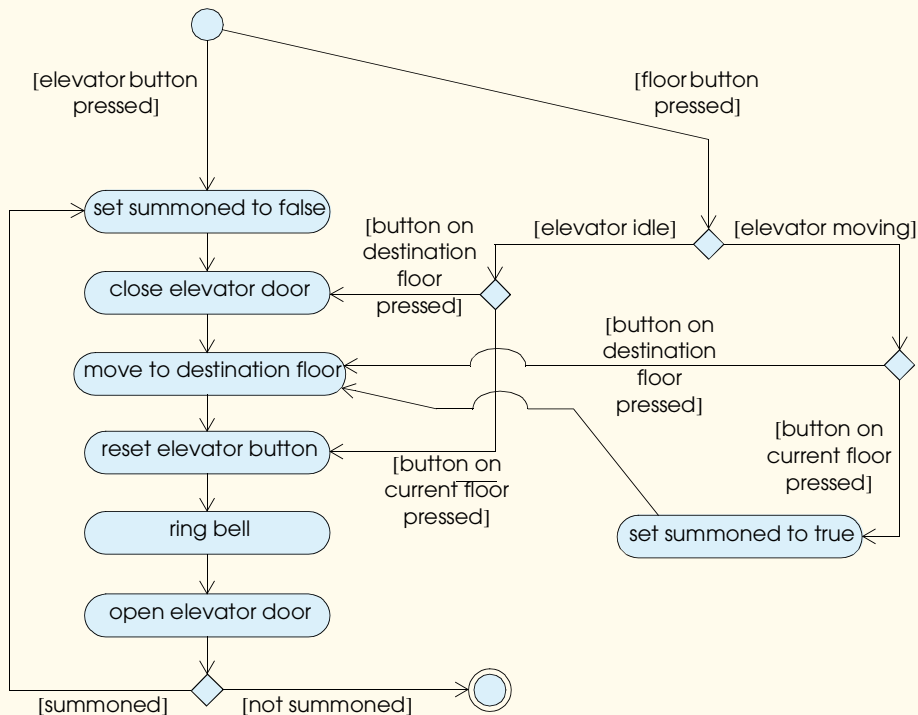 [elevator button
pressed]
[floor button
pressed]
set summoned to false
[button on
destination
floor
pressed]
[elevator idle]
[elevator moving]
close elevator door
[button on
destination
floor
pressed]
move to destination floor
reset elevator button
[button on
current floor
pressed]
[button on
current floor
pressed]
ring bell
set summoned to true
open elevator door
[summoned]
[not summoned]